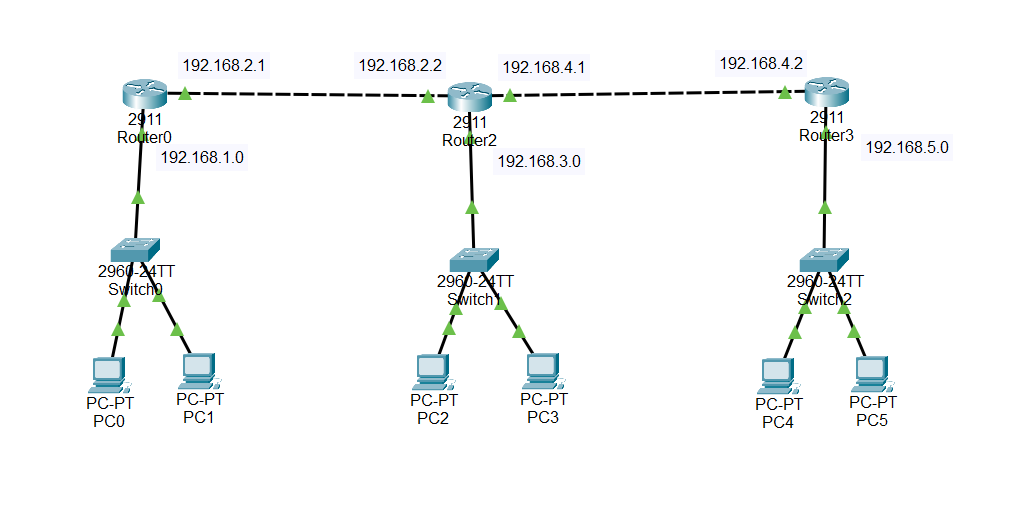 192.168.2.1
192.168.2.2
192.168.4.1
192.168.4.2
2911
Router0
2911
Router2
2911
Router3
192.168.1.0
192.168.3.0
192.168.5.0
2960-24TT
Switch0
2960-24TT
Switch1
2960-24TT
Switch2
PC-PT
PC0
PC-PT
PC1
PC-PT
PC2
PC-PT
PC3
PC-PT
PC4
PC-PT
PC5